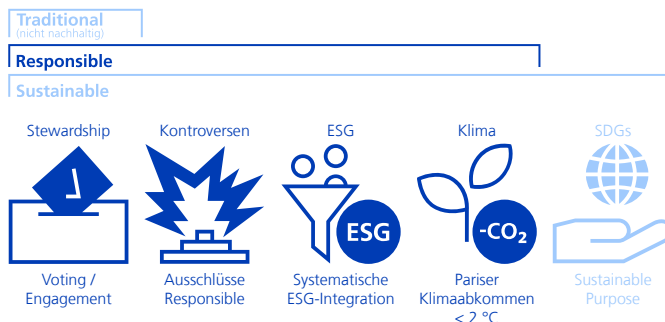 Traditional
(nicht nachhaltig)
Responsible
Sustainable
Stewardship
Kontroversen
ESG
Klima
SDGs
ESG
-CO₂
Voting /
Engagement
Ausschlüsse
Responsible
Systematische
ESG-Integration
Pariser
Klimaabkommen
< 2 °C
Sustainable
Purpose